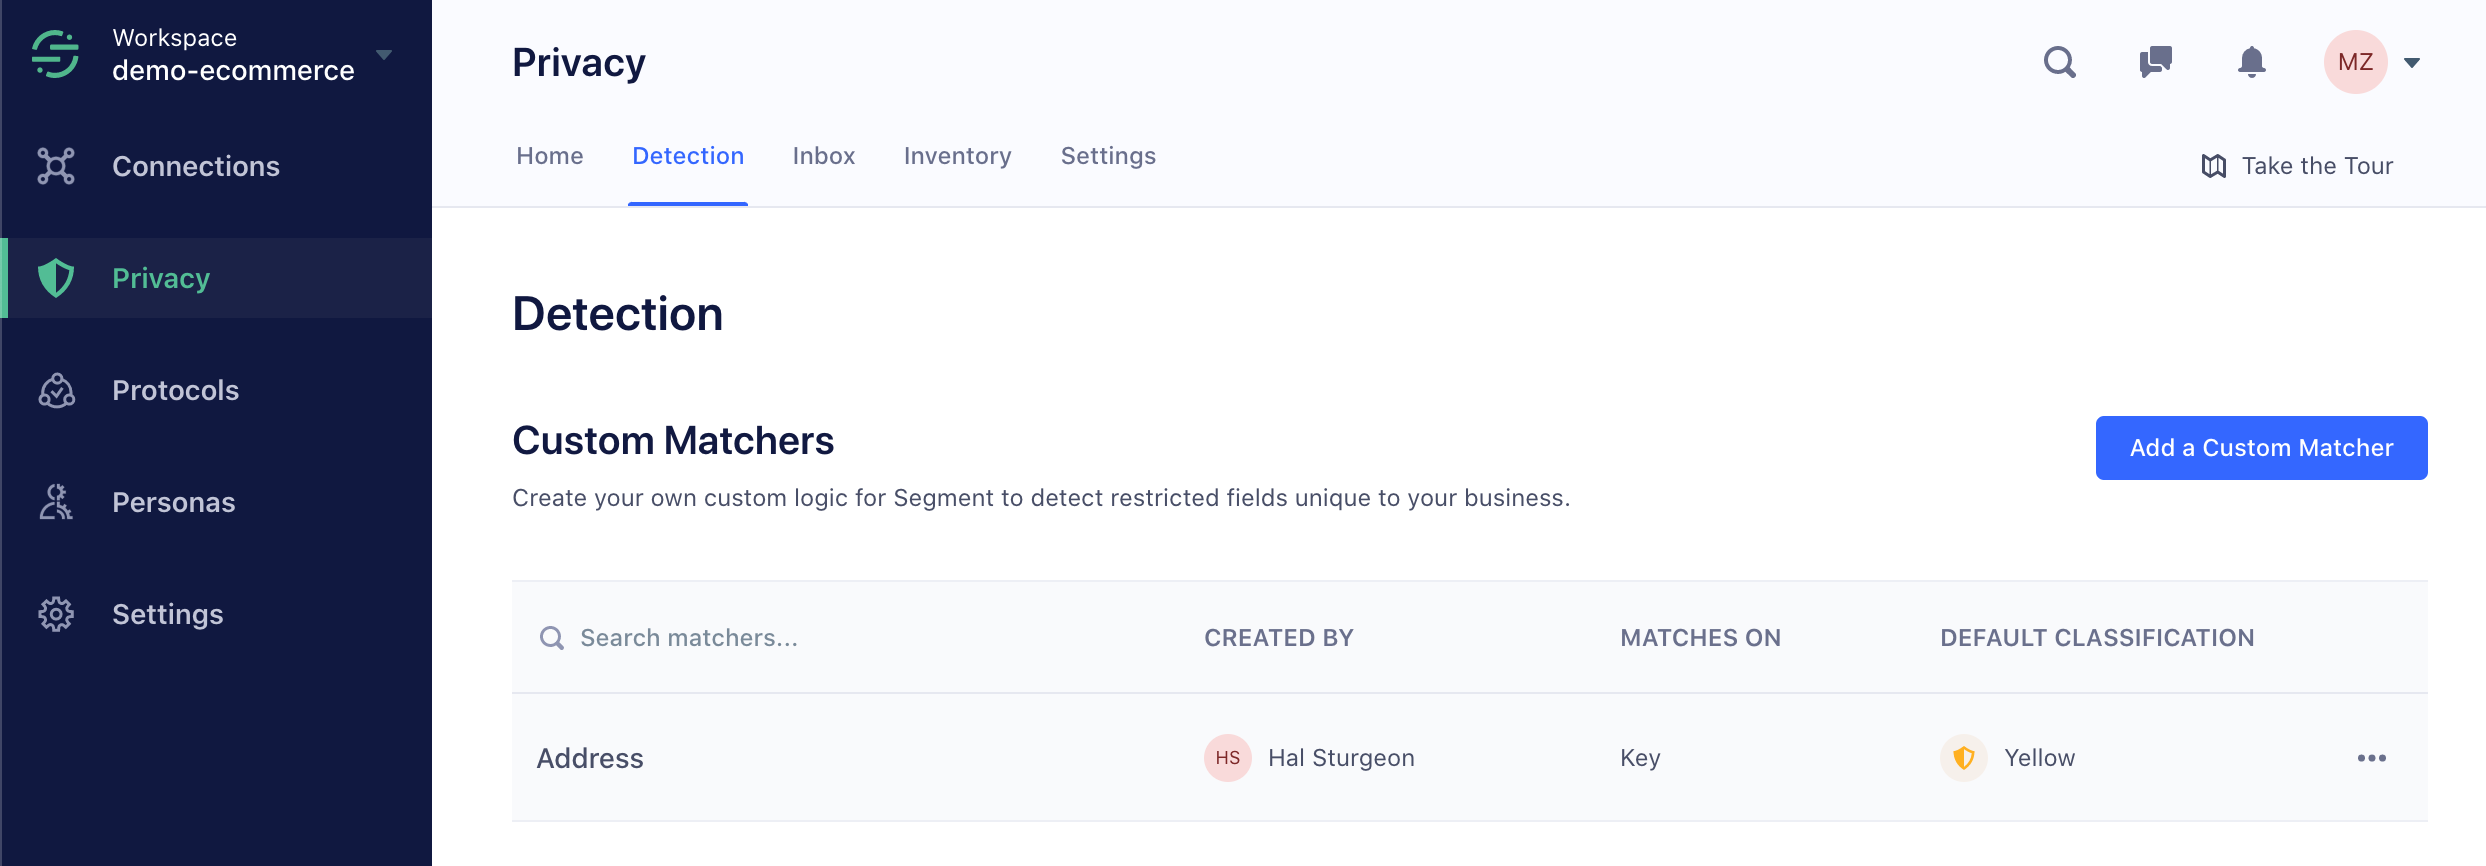 Workspace
demo-ecommerce
Connections
Privacy
Protocols
Personas
Settings
Privacy
MZ
Home Detection Inbox Inventory Settings
Take the Tour
Detection
Custom Matchers
Add a Custom Matcher
Create your own custom logic for Segment to detect restricted fields unique to your business.
Search matchers... CREATED BY MATCHES ON DEFAULT CLASSIFICATION
Address HS Hal Sturgeon Key Yellow